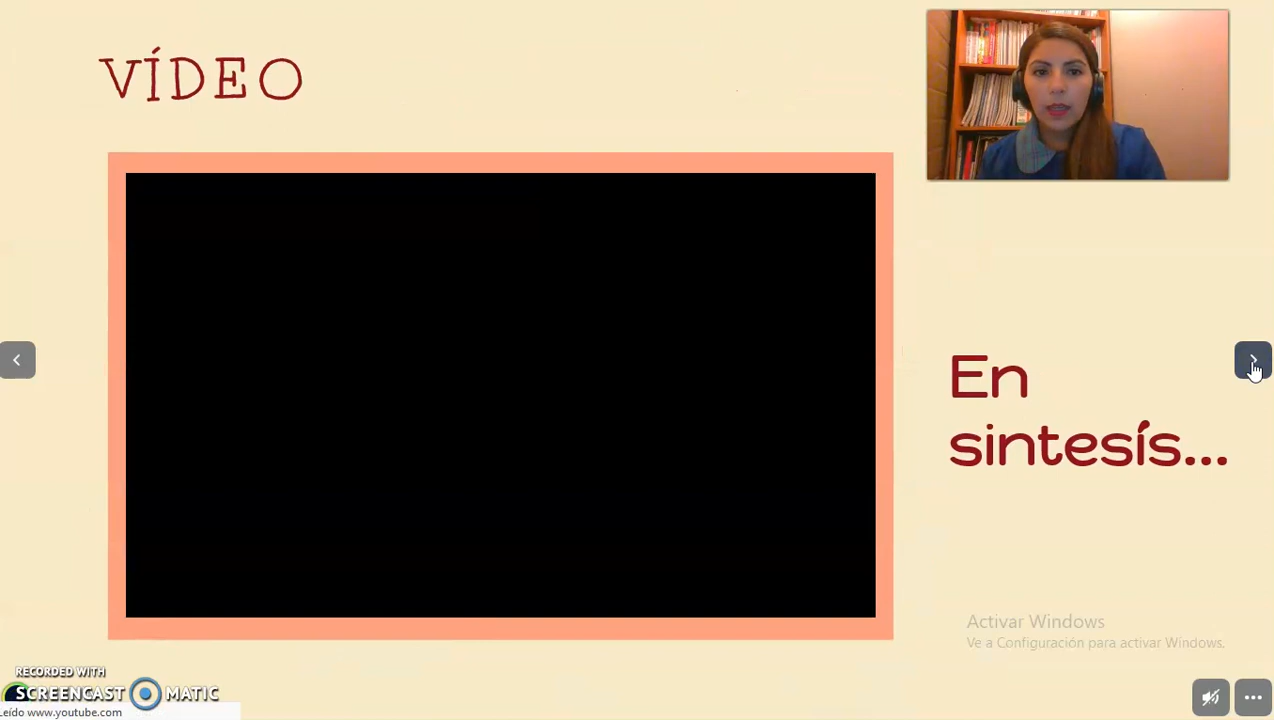 VÍDEO
En
sintesís...
Activar Windows
Ve a Configuración para activar Windows.
RECORDED WITH
SCREENCAST MATIC
Leído www.youtube.com